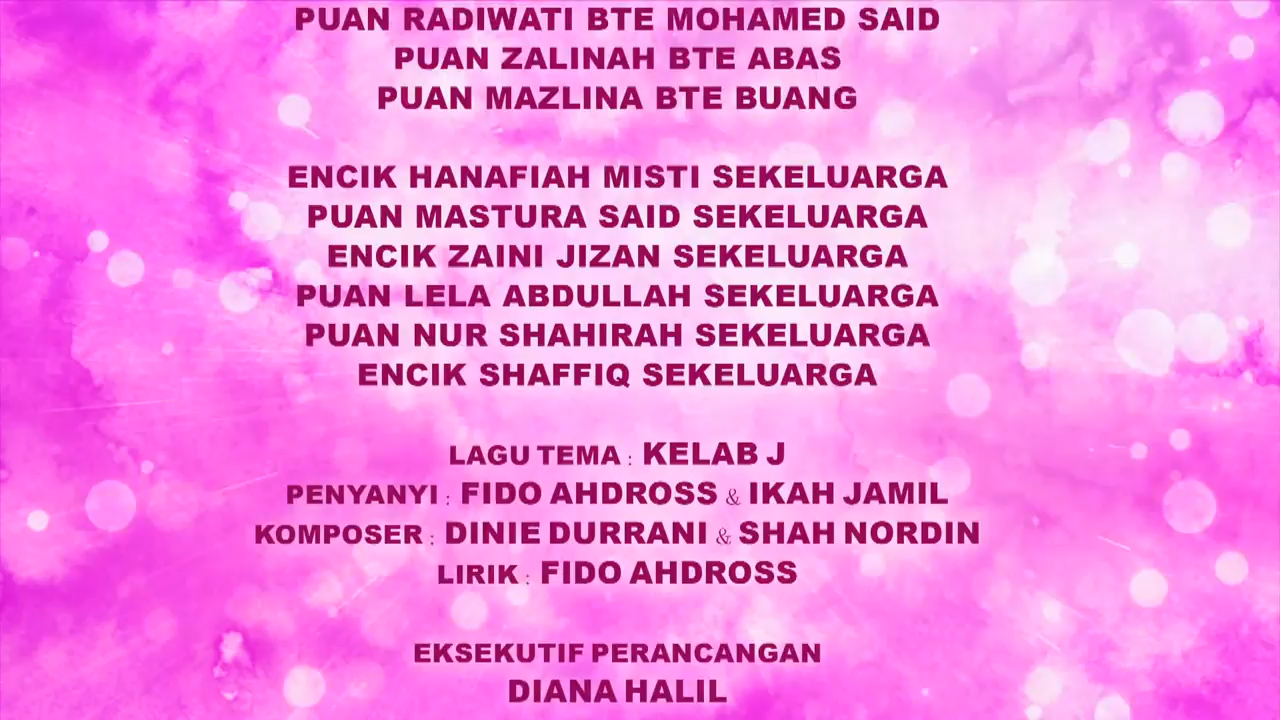 PUAN RADIWATI BTE MOHAMED SAID
PUAN ZALINAH BTE ABAS
PUAN MAZLINA BTE BUANG
ENCIK HANAFIAH MISTI SEKELUARGA
PUAN MASTURA SAID SEKELUARGA
ENCIK ZAINI JIZAN SEKELUARGA
PUAN LELA ABDULLAH SEKELUARGA
PUAN NUR SHAHIRAH SEKELUARGA
ENCIK SHAFFIQ SEKELUARGA
LAGU TEMA : KELAB J
PENYANYI : FIDO AHDROSS & IKAH JAMIL
KOMPOSER : DINIE DURRANI & SHAH NORDIN
LIRIK : FIDO AHDROSS
EKSEKUTIF PERANCANGAN
DIANA HALIL